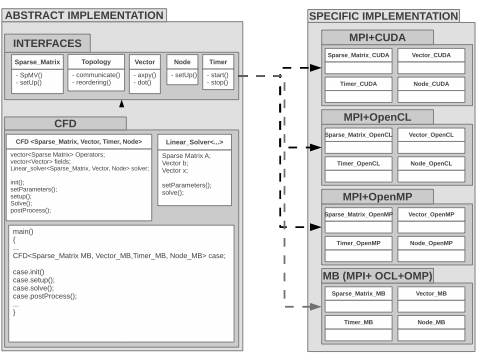 ABSTRACT IMPLEMENTATION
INTERFACES
Sparse_Matrix
- SpMV()
- setUp()
Topology
- communicate()
- reordering()
Vector
- axpy()
- dot()
Node
- setUp()
Timer
- start()
- stop()
CFD
CFD <Sparse_Matrix, Vector, Timer, Node>
vector<Sparse Matrix> Operators;
vector<Vector> fields;
Linear_solver<Sparse_Matrix, Vector, Node> solver;
init();
setParameters();
setup();
Solve();
postProcess();
Linear_Solver<...>
Sparse Matrix A;
Vector b;
Vector x;
setParameters();
solve();
main()
{
...
CFD<Sparse_Matrix MB, Vector_MB,Timer_MB, Node_MB> case;
case.init()
case.setup();
case.solve();
case.postProcess();
...
}
SPECIFIC IMPLEMENTATION
MPI+CUDA
Sparse_Matrix_CUDA
Vector_CUDA
Timer_CUDA
Node_CUDA
MPI+OpenCL
Sparse_Matrix_OpenCL
Vector_OpenCL
Timer_OpenCL
Node_OpenCL
MPI+OpenMP
Sparse_Matrix_OpenMP
Vector_OpenMP
Timer_OpenMP
Node_OpenMP
MB (MPI+ OCL+OMP)
Sparse_Matrix_MB
Vector_MB
Timer_MB
Node_MB